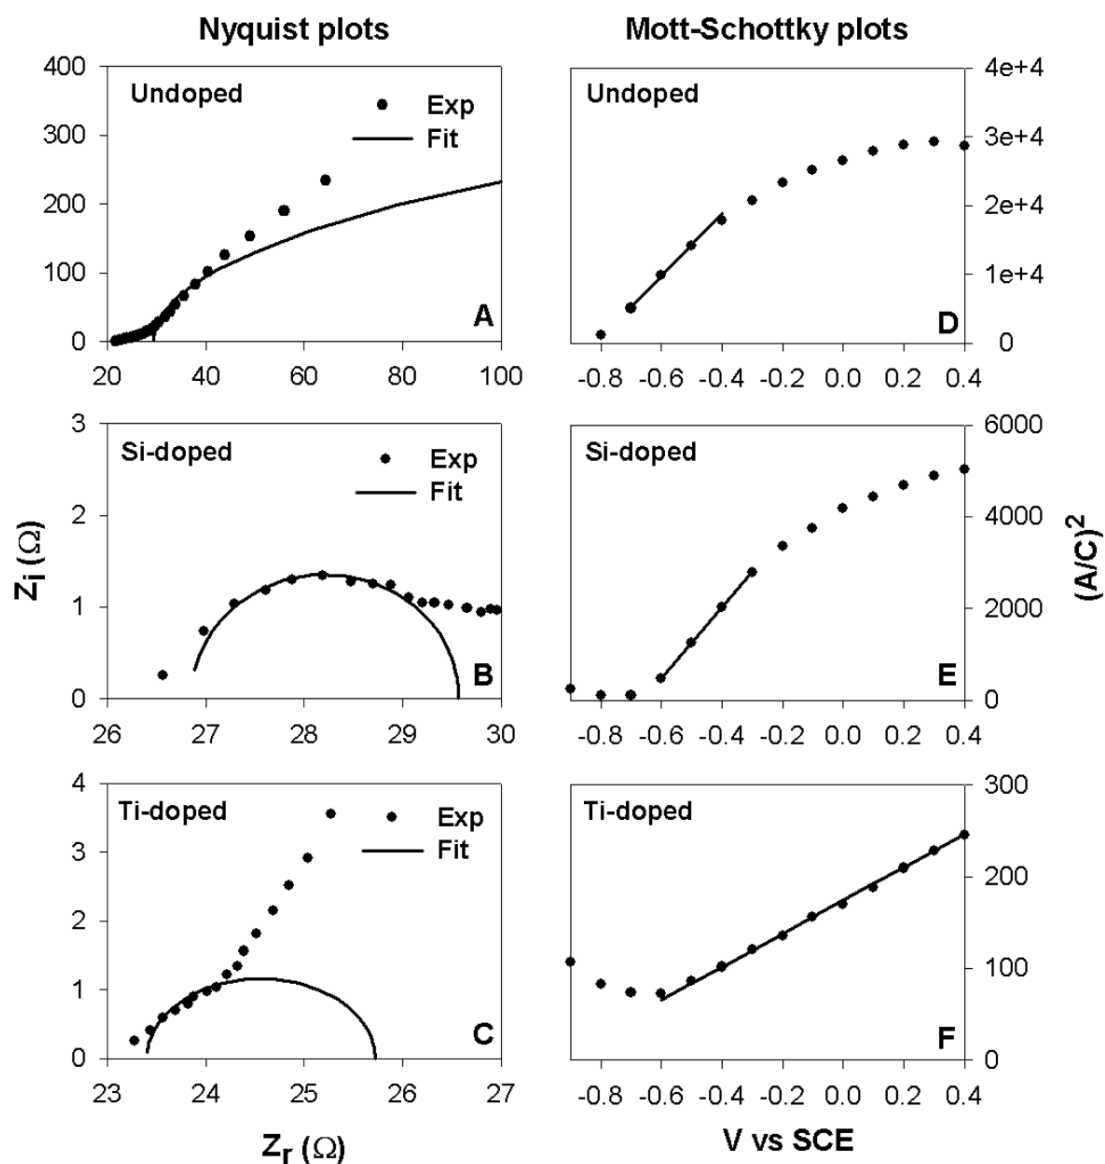 Nyquist plots
Mott-Schottky plots
Undoped
Exp
Fit
A
400
300
200
100
0
20 40 60 80 100
Undoped
D
4e+4
3e+4
2e+4
1e+4
0
-0.8 -0.6 -0.4 -0.2 0.0 0.2 0.4
Si-doped
Exp
Fit
B
3
2
1
0
26 27 28 29 30
Si-doped
E
6000
4000
2000
0
-0.8 -0.6 -0.4 -0.2 0.0 0.2 0.4
Ti-doped
Exp
Fit
C
4
3
2
1
0
23 24 25 26 27
Ti-doped
F
300
200
100
0
-0.8 -0.6 -0.4 -0.2 0.0 0.2 0.4
Zi (Ω)
(A/C)²
Zr (Ω)
V vs SCE